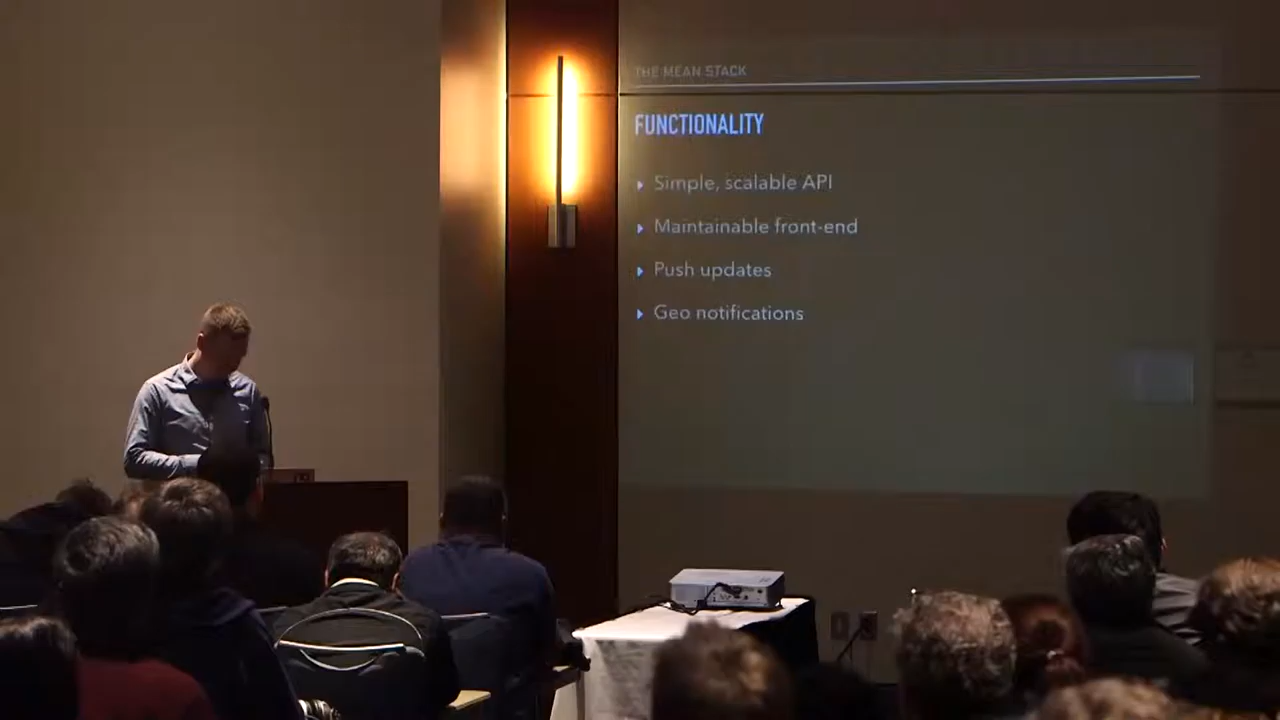 THE MEAN STACK
FUNCTIONALITY
Simple, scalable API
Maintainable front-end
Push updates
Geo notifications